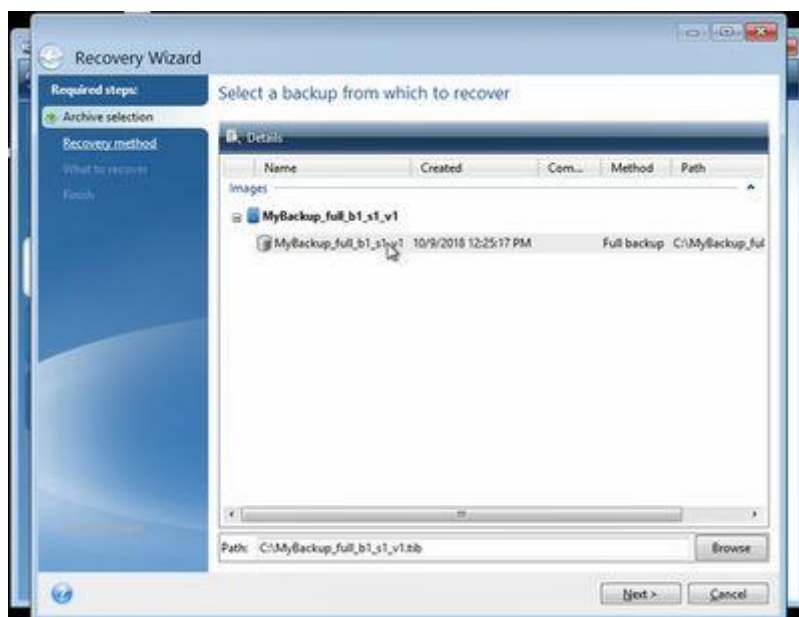 Recovery Wizard
Required steps:
Archive selection
Recovery method
What to recover
Finish
Select a backup from which to recover
Details
Name Created Com... Method Path
Images
MyBackup_full_b1_s1_v1
MyBackup_full_b1_s1_v1 10/9/2018 12:25:17 PM Full backup C:\MyBackup_ful
Path: C:\MyBackup_full_b1_s1_v1.tib Browse
Next > Cancel